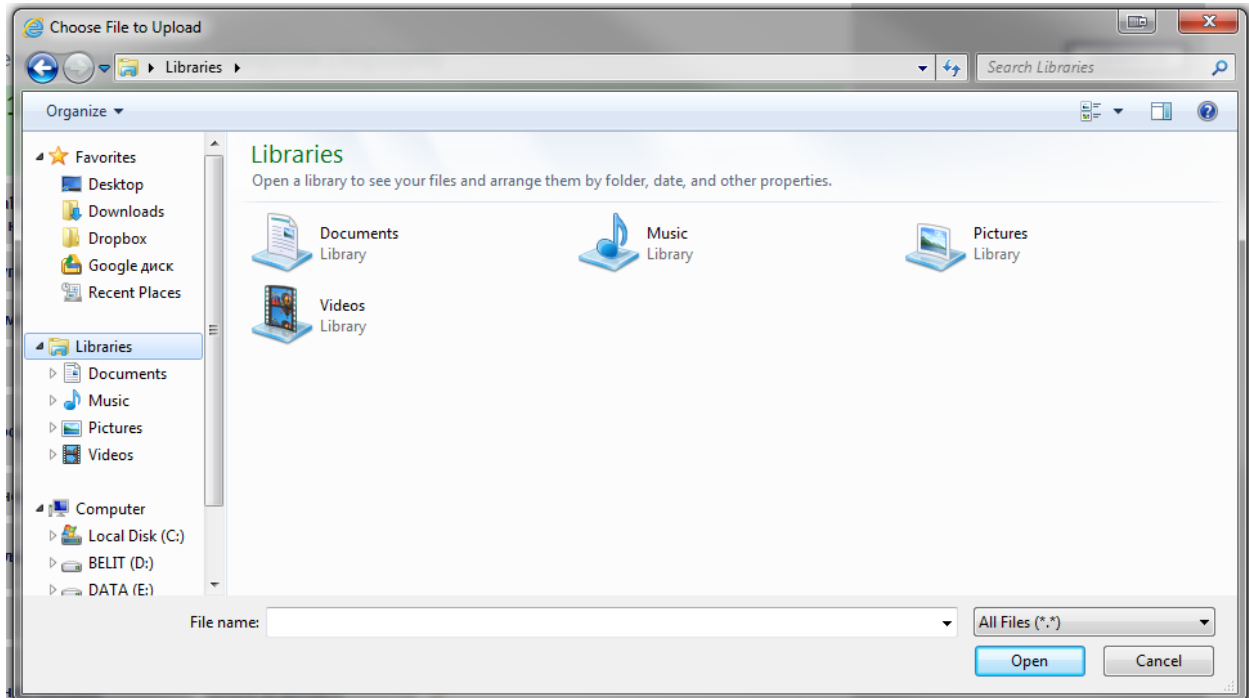 Choose File to Upload
Libraries
Search Libraries
Organize
Favorites
Desktop
Downloads
Dropbox
Google диск
Recent Places
Libraries
Documents
Music
Pictures
Videos
Computer
Local Disk (C:)
BELIT (D:)
DATA (E:)
Libraries
Open a library to see your files and arrange them by folder, date, and other properties.
Documents
Library
Music
Library
Pictures
Library
Videos
Library
File name:
All Files (*.*)
Open
Cancel